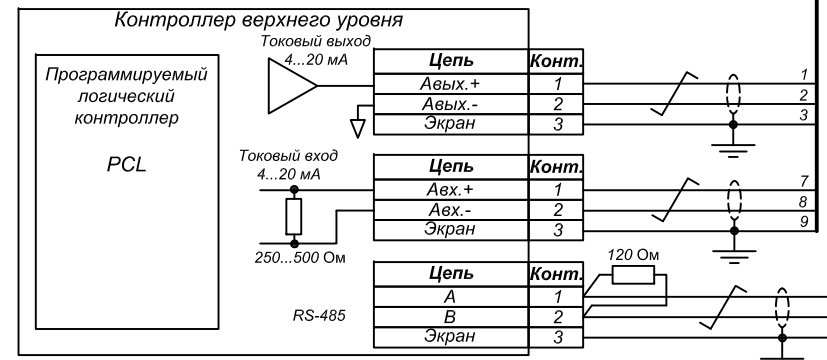 Контроллер верхнего уровня
Программируемый
логический
контроллер
PCL
Токовый выход
4...20 мА
Цепь Конт.
Авых.+ 1
Авых.- 2
Экран 3
1
2
3
Токовый вход
4...20 мА
250...500 Ом
Цепь Конт.
Авх.+ 1
Авх.- 2
Экран 3
7
8
9
RS-485
Цепь Конт.
A 1
B 2
Экран 3
120 Ом